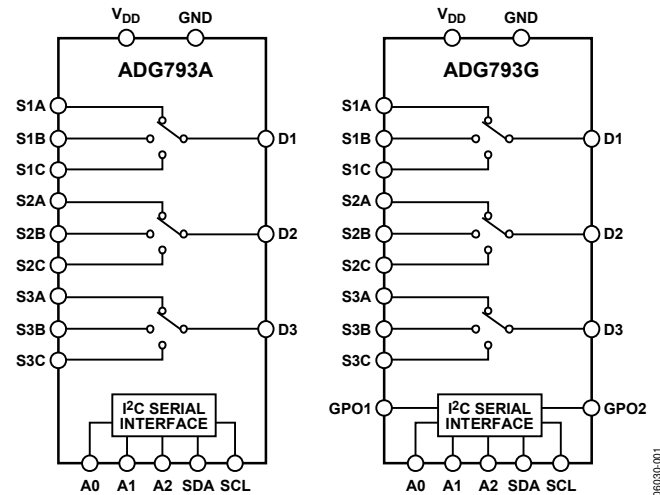 VDD GND
ADG793A
S1A
S1B
S1C
S2A
S2B
S2C
S3A
S3B
S3C
D1
D2
D3
I2C SERIAL
INTERFACE
A0 A1 A2 SDA SCL
VDD GND
ADG793G
S1A
S1B
S1C
S2A
S2B
S2C
S3A
S3B
S3C
D1
D2
D3
GPO1
I2C SERIAL
INTERFACE
GPO2
A0 A1 A2 SDA SCL
06030-001